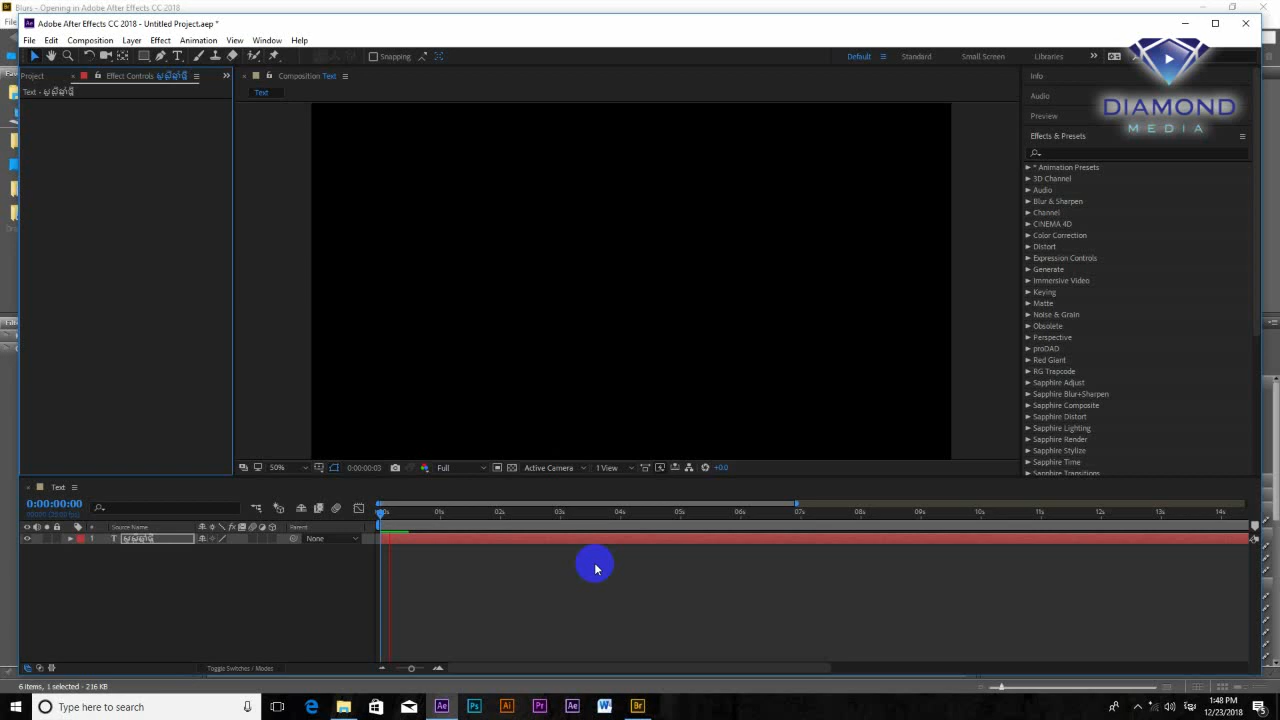 Blurs - Opening in Adobe After Effects CC 2018
Adobe After Effects CC 2018 - Untitled Project.aep *
File Edit Composition Layer Effect Animation View Window Help
Snapping
Default Standard Small Screen Libraries
DIAMOND
MEDIA
Project Effect Controls
Composition Text
Text
Text -
Info
Audio
Preview
Effects & Presets
* Animation Presets
3D Channel
Audio
Blur & Sharpen
Channel
CINEMA 4D
Color Correction
Distort
Expression Controls
Generate
Immersive Video
Keying
Matte
Noise & Grain
Obsolete
Perspective
proDAD
Red Giant
RG Trapcode
Sapphire Adjust
Sapphire Blur+Sharpen
Sapphire Composite
Sapphire Distort
Sapphire Lighting
Sapphire Render
Sapphire Stylize
Sapphire Time
Sapphire Transitions
50% 0:00:00:03 Full Active Camera 1 View +0.0
Text
0:00:00:00
01s 02s 03s 04s 05s 06s 07s 08s 09s 10s 11s 12s 13s 14s
# Source Name Parent
1 T None
Toggle Switches / Modes
6 items, 1 selected - 216 KB
Type here to search
1:48 PM
12/23/2018